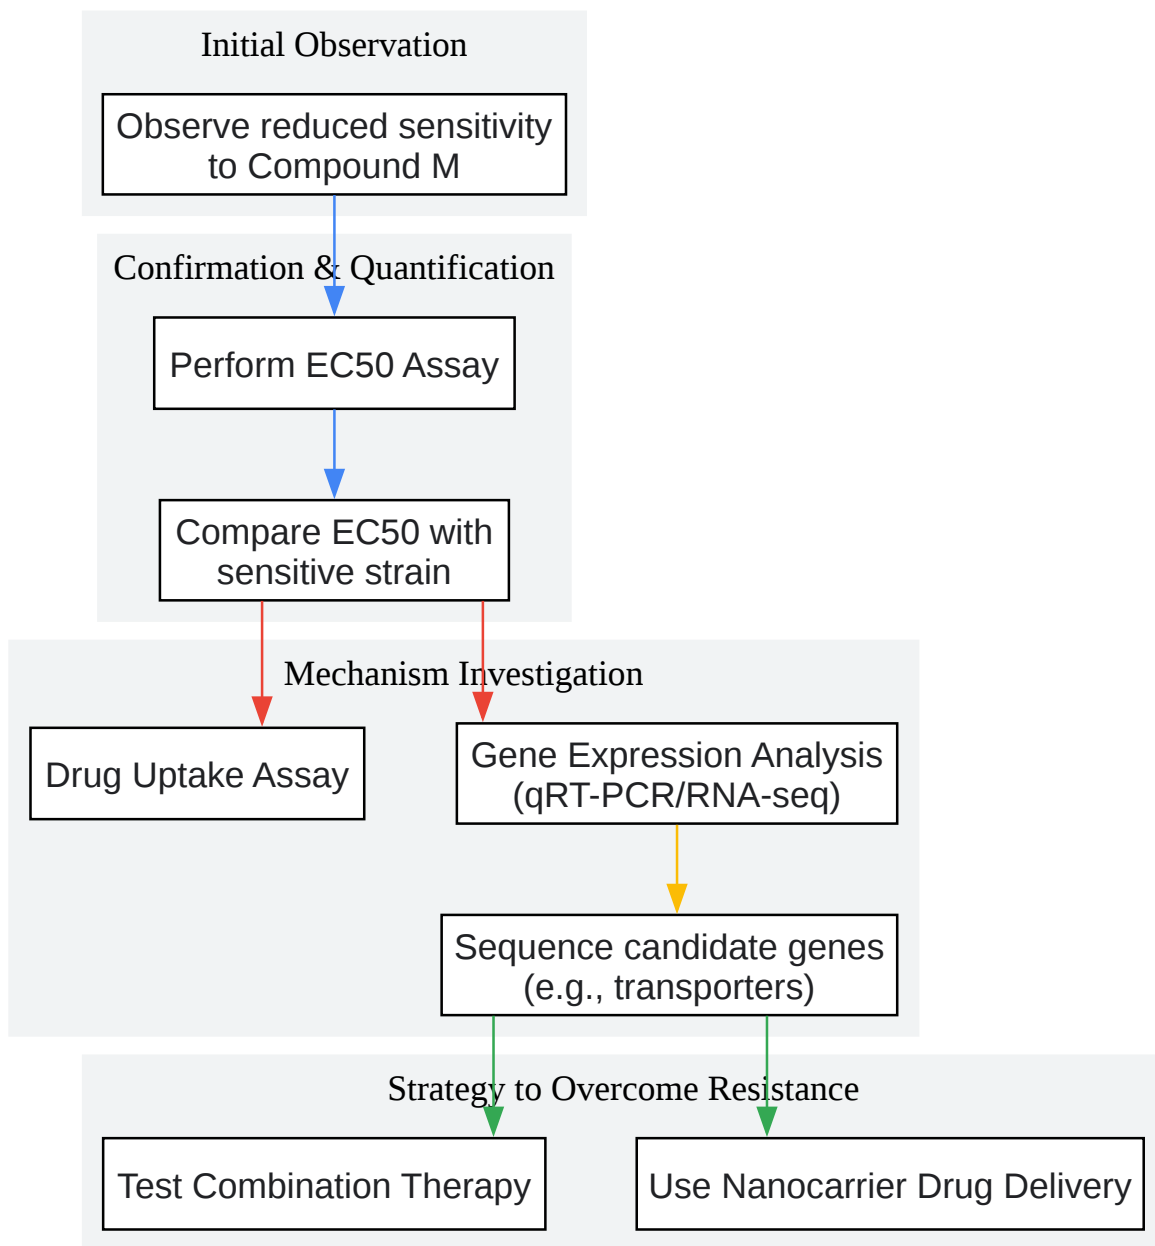 Initial Observation
Observe reduced sensitivity
to Compound M
Confirmation & Quantification
Perform EC50 Assay
Compare EC50 with
sensitive strain
Mechanism Investigation
Drug Uptake Assay
Gene Expression Analysis
(qRT-PCR/RNA-seq)
Sequence candidate genes
(e.g., transporters)
Strategy to Overcome Resistance
Test Combination Therapy
Use Nanocarrier Drug Delivery